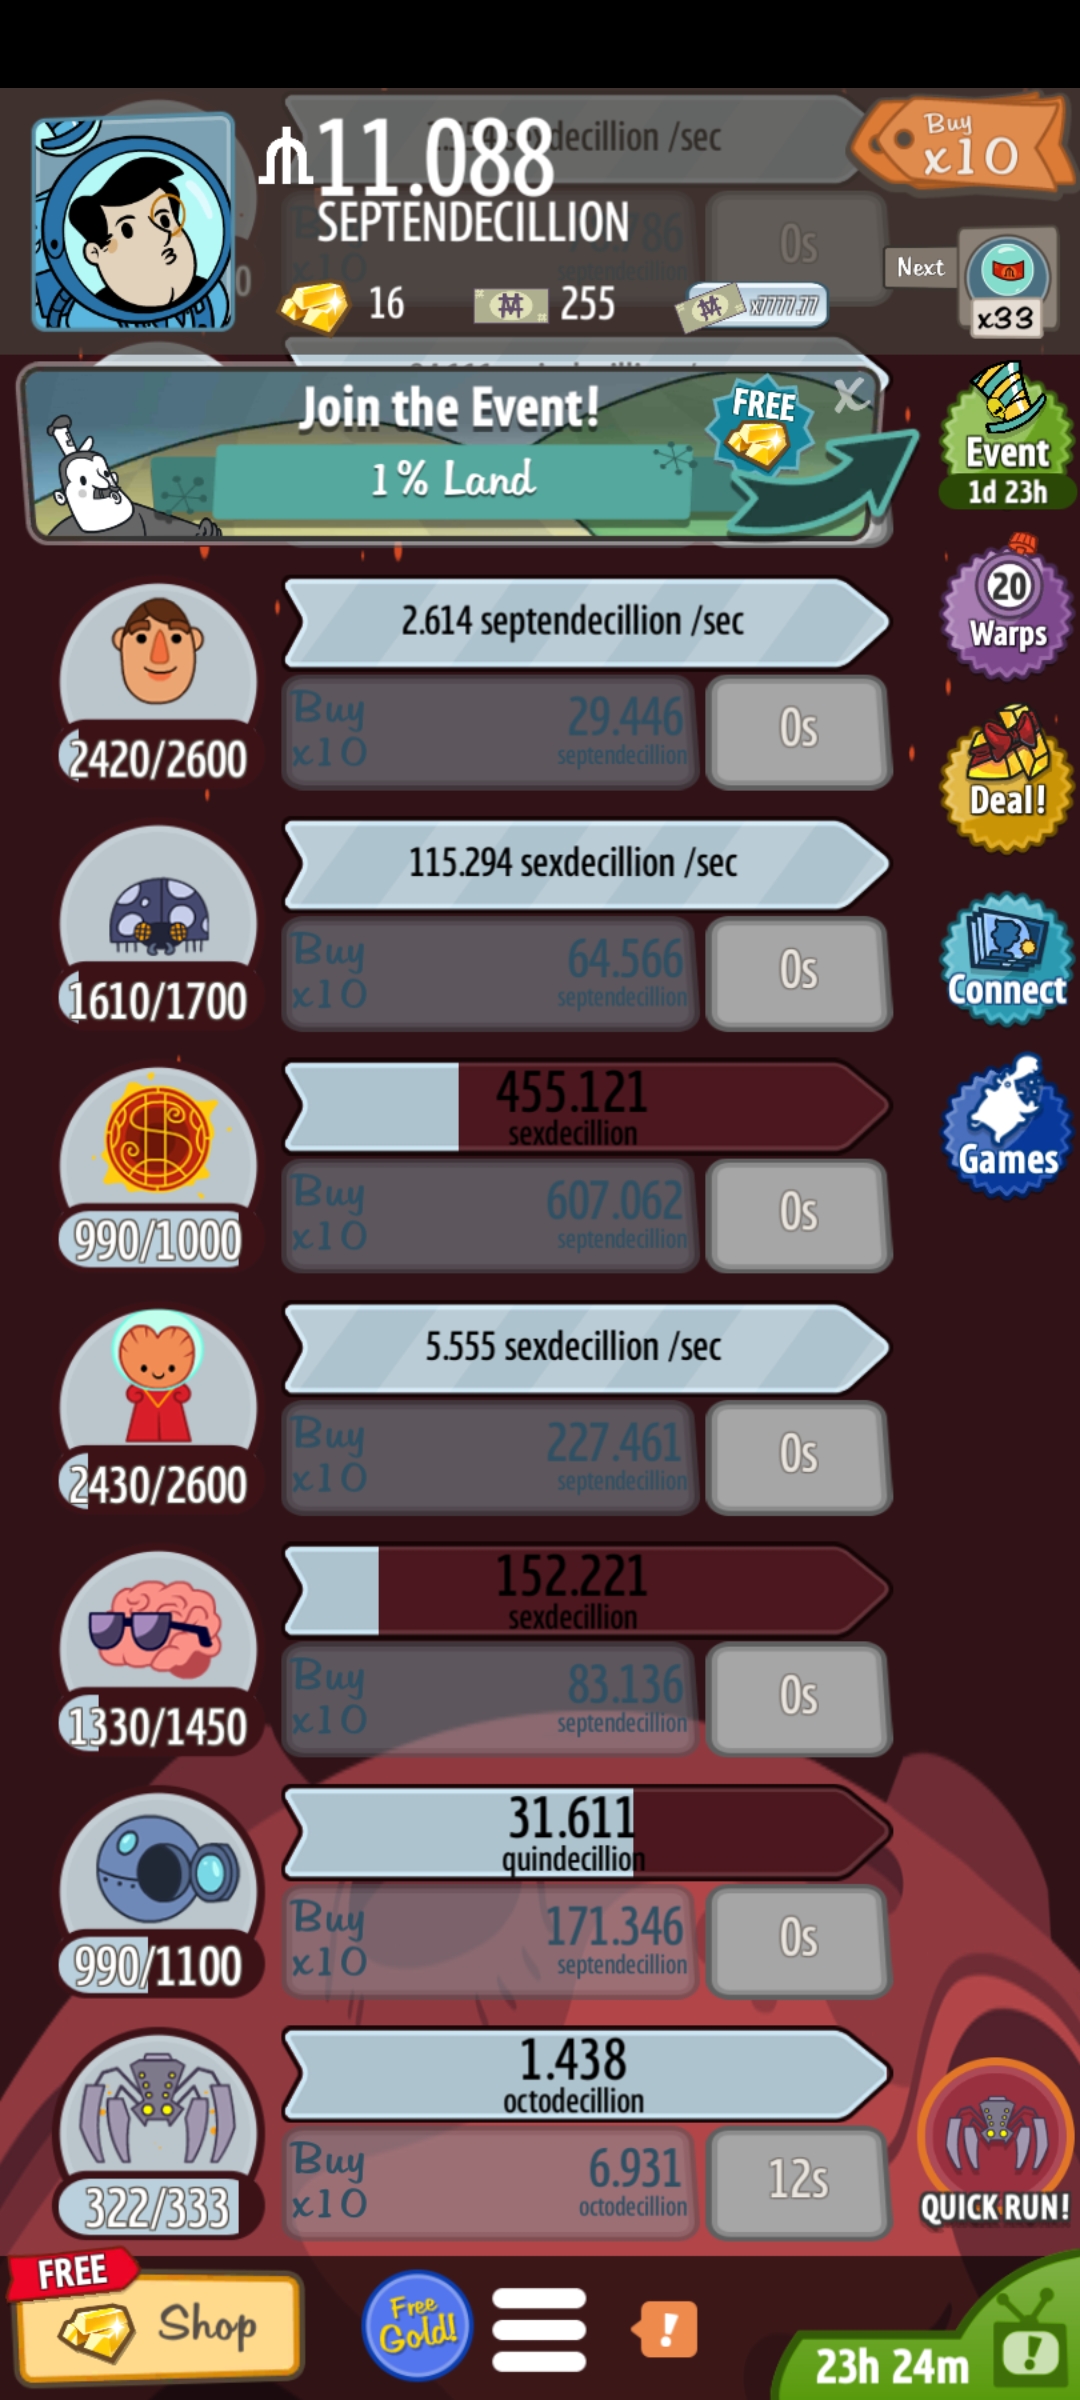 11.088
SEPTENDECILLION
sexdecillion /sec
Buy
x10
16
255
x7777.77
Buy
x10
septendecillion
0s
Next
x33
Join the Event!
1% Land
FREE
x
Event
1d 23h
20
Warps
Deal!
Connect
Games
2.614 septendecillion /sec
2420/2600
Buy
x10
29.446
septendecillion
0s
115.294 sexdecillion /sec
1610/1700
Buy
x10
64.566
septendecillion
0s
455.121
sexdecillion
990/1000
Buy
x10
607.062
septendecillion
0s
5.555 sexdecillion /sec
2430/2600
Buy
x10
227.461
septendecillion
0s
152.221
sexdecillion
1330/1450
Buy
x10
83.136
septendecillion
0s
31.611
quindecillion
990/1100
Buy
x10
171.346
septendecillion
0s
1.438
octodecillion
322/333
Buy
x10
6.931
octodecillion
12s
QUICK RUN!
FREE
Shop
Free
Gold!
!
23h 24m
!